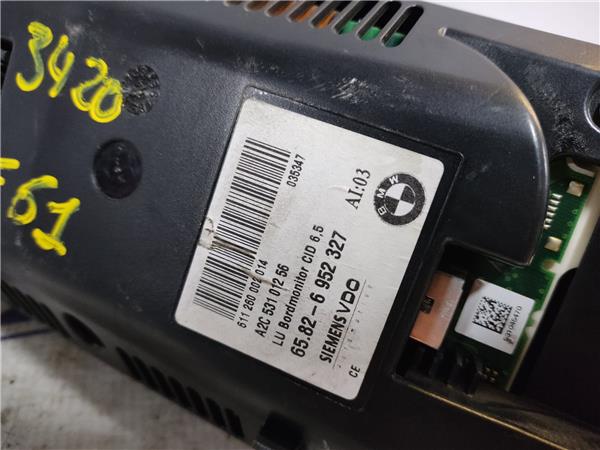 3420
E61
036347
AI:03
BMW
611 260 002 014
A2C 531 012 56
LU Bordmonitor CID 6,5
65.82-6 952 327
SIEMENS VDO
CE